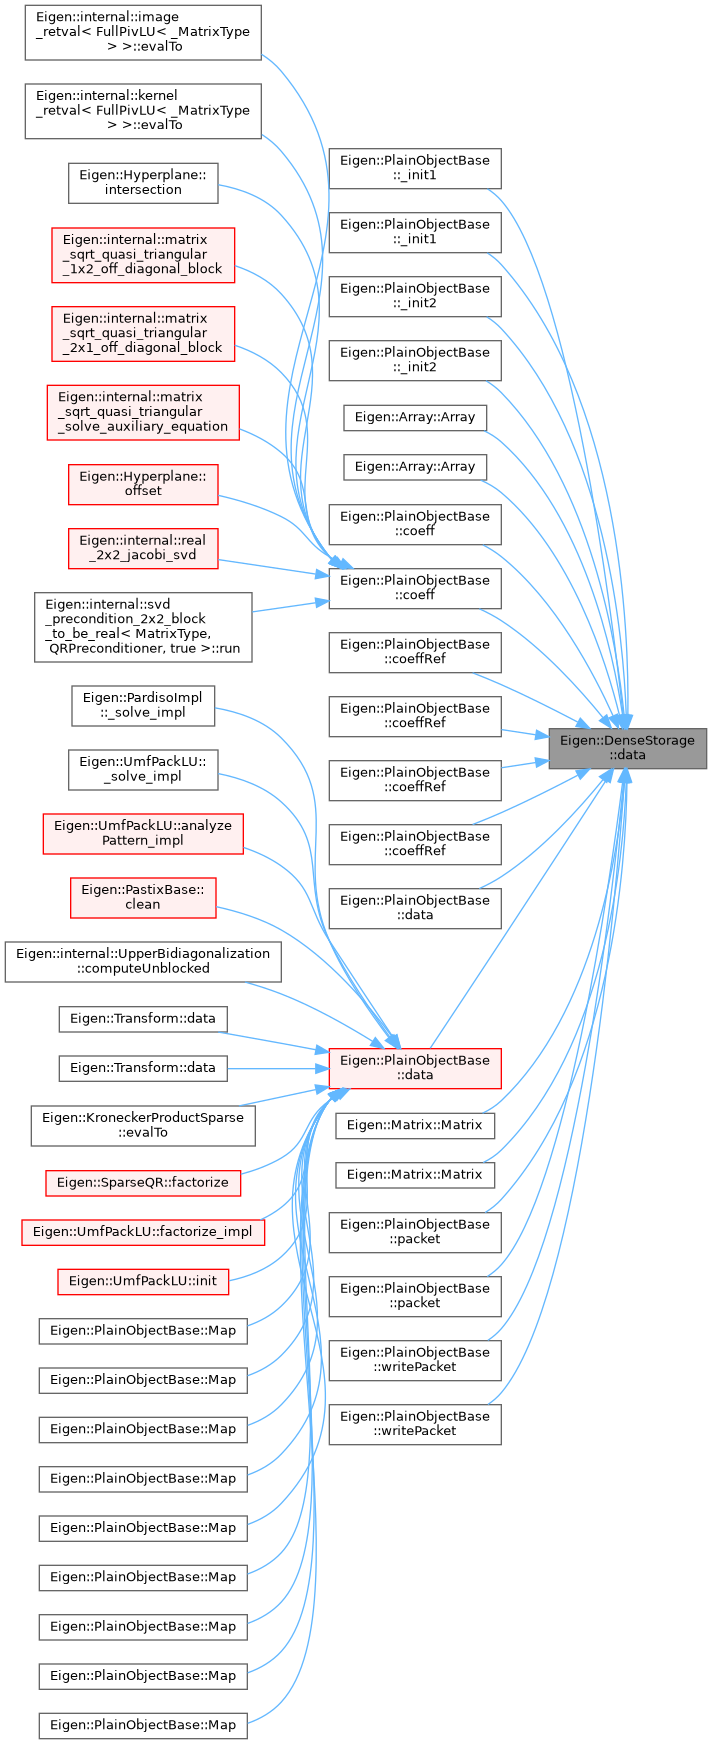 Eigen::internal::image
_retval< FullPivLU< _MatrixType
> >::evalTo
Eigen::internal::kernel
_retval< FullPivLU< _MatrixType
> >::evalTo
Eigen::Hyperplane::
intersection
Eigen::internal::matrix
_sqrt_quasi_triangular
_1x2_off_diagonal_block
Eigen::internal::matrix
_sqrt_quasi_triangular
_2x1_off_diagonal_block
Eigen::internal::matrix
_sqrt_quasi_triangular
_solve_auxiliary_equation
Eigen::Hyperplane::
offset
Eigen::internal::real
_2x2_jacobi_svd
Eigen::internal::svd
_precondition_2x2_block
_to_be_real< MatrixType,
QRPreconditioner, true >::run
Eigen::PardisoImpl
::_solve_impl
Eigen::UmfPackLU::
_solve_impl
Eigen::UmfPackLU::analyze
Pattern_impl
Eigen::PastixBase::
clean
Eigen::internal::UpperBidiagonalization
::computeUnblocked
Eigen::Transform::data
Eigen::Transform::data
Eigen::KroneckerProductSparse
::evalTo
Eigen::SparseQR::factorize
Eigen::UmfPackLU::factorize_impl
Eigen::UmfPackLU::init
Eigen::PlainObjectBase::Map
Eigen::PlainObjectBase::Map
Eigen::PlainObjectBase::Map
Eigen::PlainObjectBase::Map
Eigen::PlainObjectBase::Map
Eigen::PlainObjectBase::Map
Eigen::PlainObjectBase::Map
Eigen::PlainObjectBase::Map
Eigen::PlainObjectBase::Map
Eigen::PlainObjectBase
::_init1
Eigen::PlainObjectBase
::_init1
Eigen::PlainObjectBase
::_init2
Eigen::PlainObjectBase
::_init2
Eigen::Array::Array
Eigen::Array::Array
Eigen::PlainObjectBase
::coeff
Eigen::PlainObjectBase
::coeff
Eigen::PlainObjectBase
::coeffRef
Eigen::PlainObjectBase
::coeffRef
Eigen::PlainObjectBase
::coeffRef
Eigen::PlainObjectBase
::coeffRef
Eigen::PlainObjectBase
::data
Eigen::PlainObjectBase
::data
Eigen::Matrix::Matrix
Eigen::Matrix::Matrix
Eigen::PlainObjectBase
::packet
Eigen::PlainObjectBase
::packet
Eigen::PlainObjectBase
::writePacket
Eigen::PlainObjectBase
::writePacket
Eigen::DenseStorage
::data